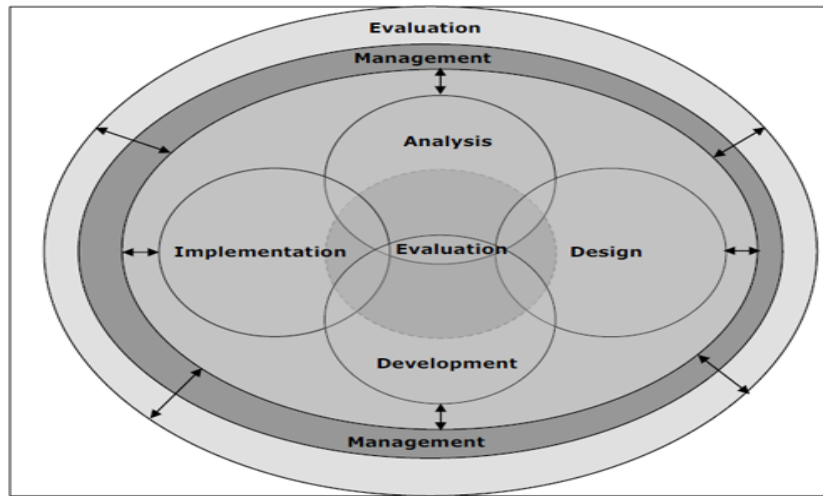 Evaluation
Management
Analysis
Implementation
Evaluation
Design
Development
Management